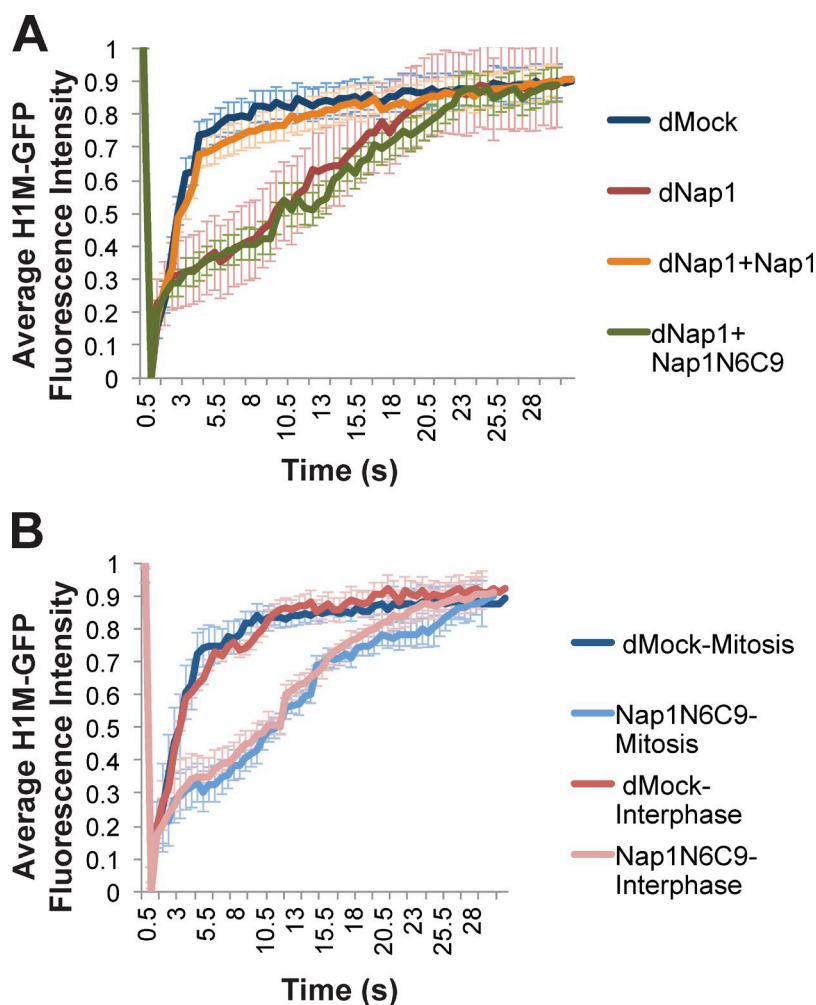 A
1
0.9
0.8
0.7
0.6
0.5
0.4
0.3
0.2
0.1
0
Average H1M-GFP
Fluorescence Intensity
0.5
3
5.5
8
10.5
13
15.5
18
20.5
23
25.5
28
Time (s)
dMock
dNap1
dNap1+Nap1
dNap1+
Nap1N6C9
B
1
0.9
0.8
0.7
0.6
0.5
0.4
0.3
0.2
0.1
0
Average H1M-GFP
Fluorescence Intensity
0.5
3
5.5
8
10.5
13
15.5
18
20.5
23
25.5
28
Time (s)
dMock-Mitosis
Nap1N6C9-
Mitosis
dMock-
Interphase
Nap1N6C9-
Interphase